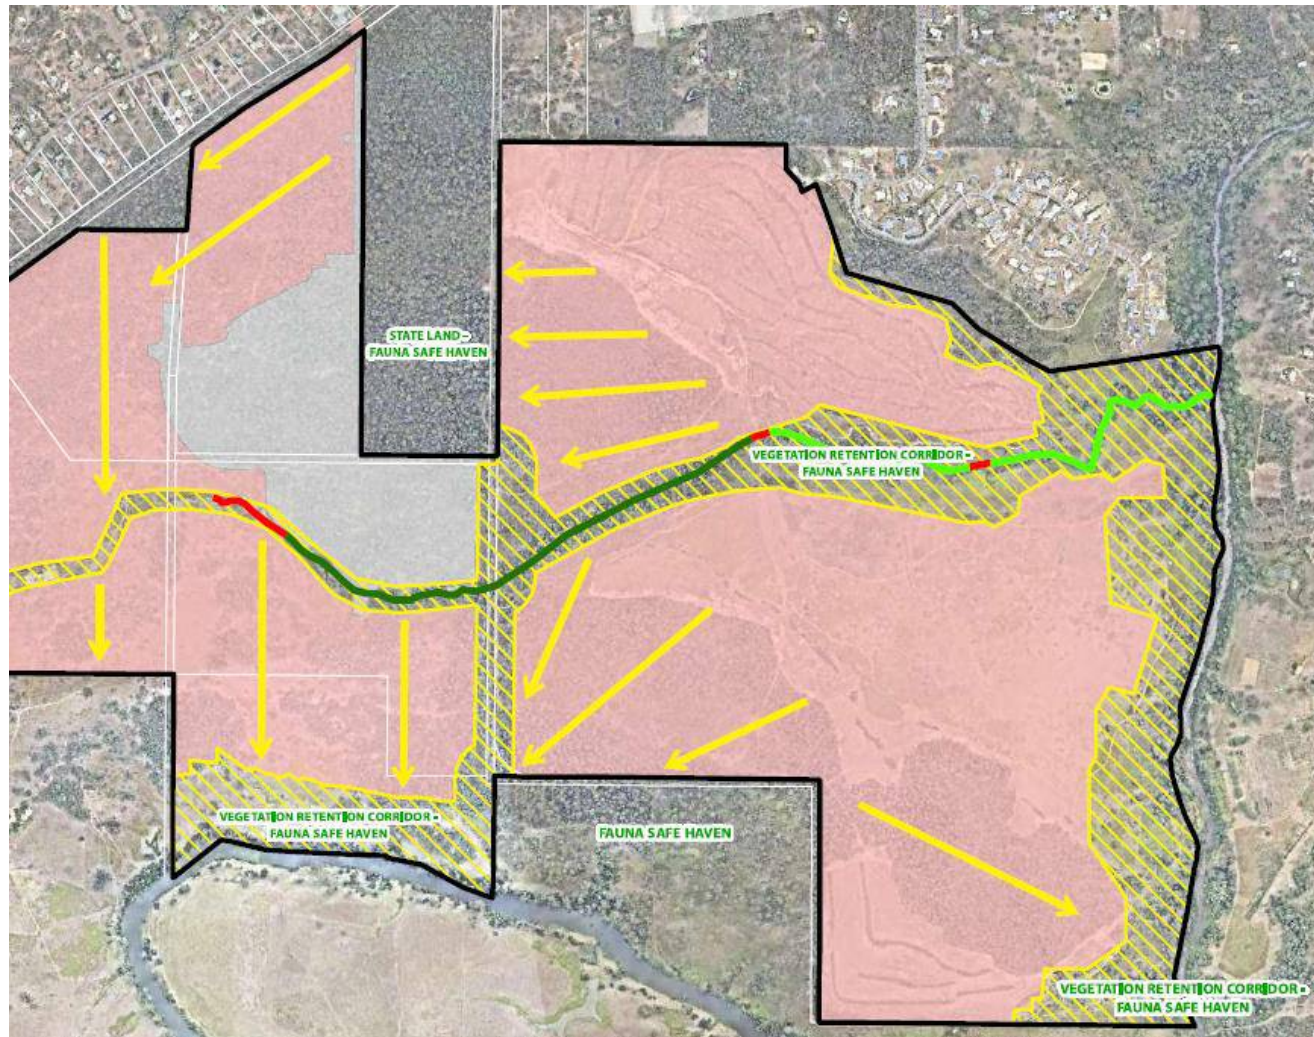 STATE LAND –
FAUNA SAFE HAVEN
VEGETATION RETENTION CORRIDOR –
FAUNA SAFE HAVEN
VEGETATION RETENTION CORRIDOR –
FAUNA SAFE HAVEN
FAUNA SAFE HAVEN
VEGETATION RETENTION CORRIDOR –
FAUNA SAFE HAVEN